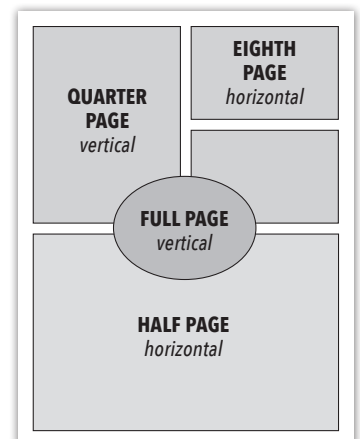 QUARTER
PAGE
vertical
EIGHTH
PAGE
horizontal
FULL PAGE
vertical
HALF PAGE
horizontal